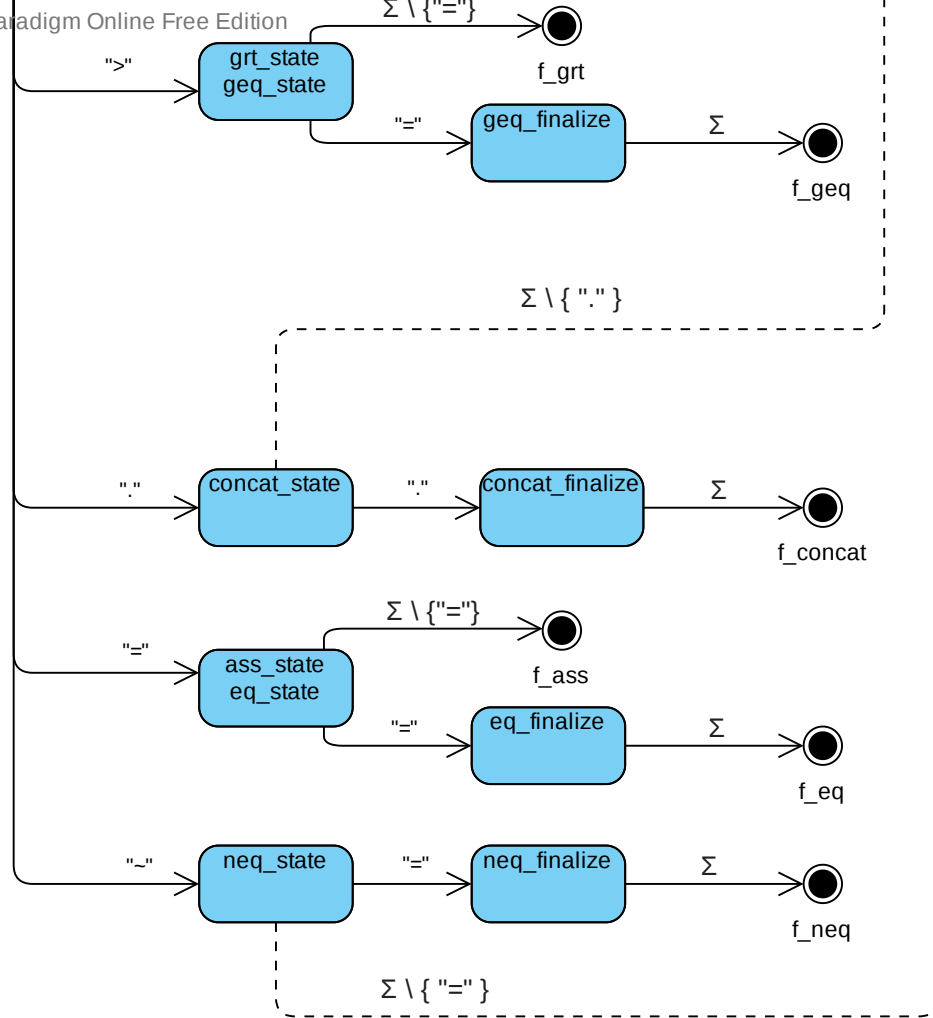 aradigm Online Free Edition
Σ \ {"="}
f_grt
">"
grt_state
geq_state
"="
geq_finalize
Σ
f_geq
Σ \ { "." }
"."
concat_state
"."
concat_finalize
Σ
f_concat
Σ \ {"="}
f_ass
"="
ass_state
eq_state
"="
eq_finalize
Σ
f_eq
"~"
neq_state
"="
neq_finalize
Σ
f_neq
Σ \ { "=" }